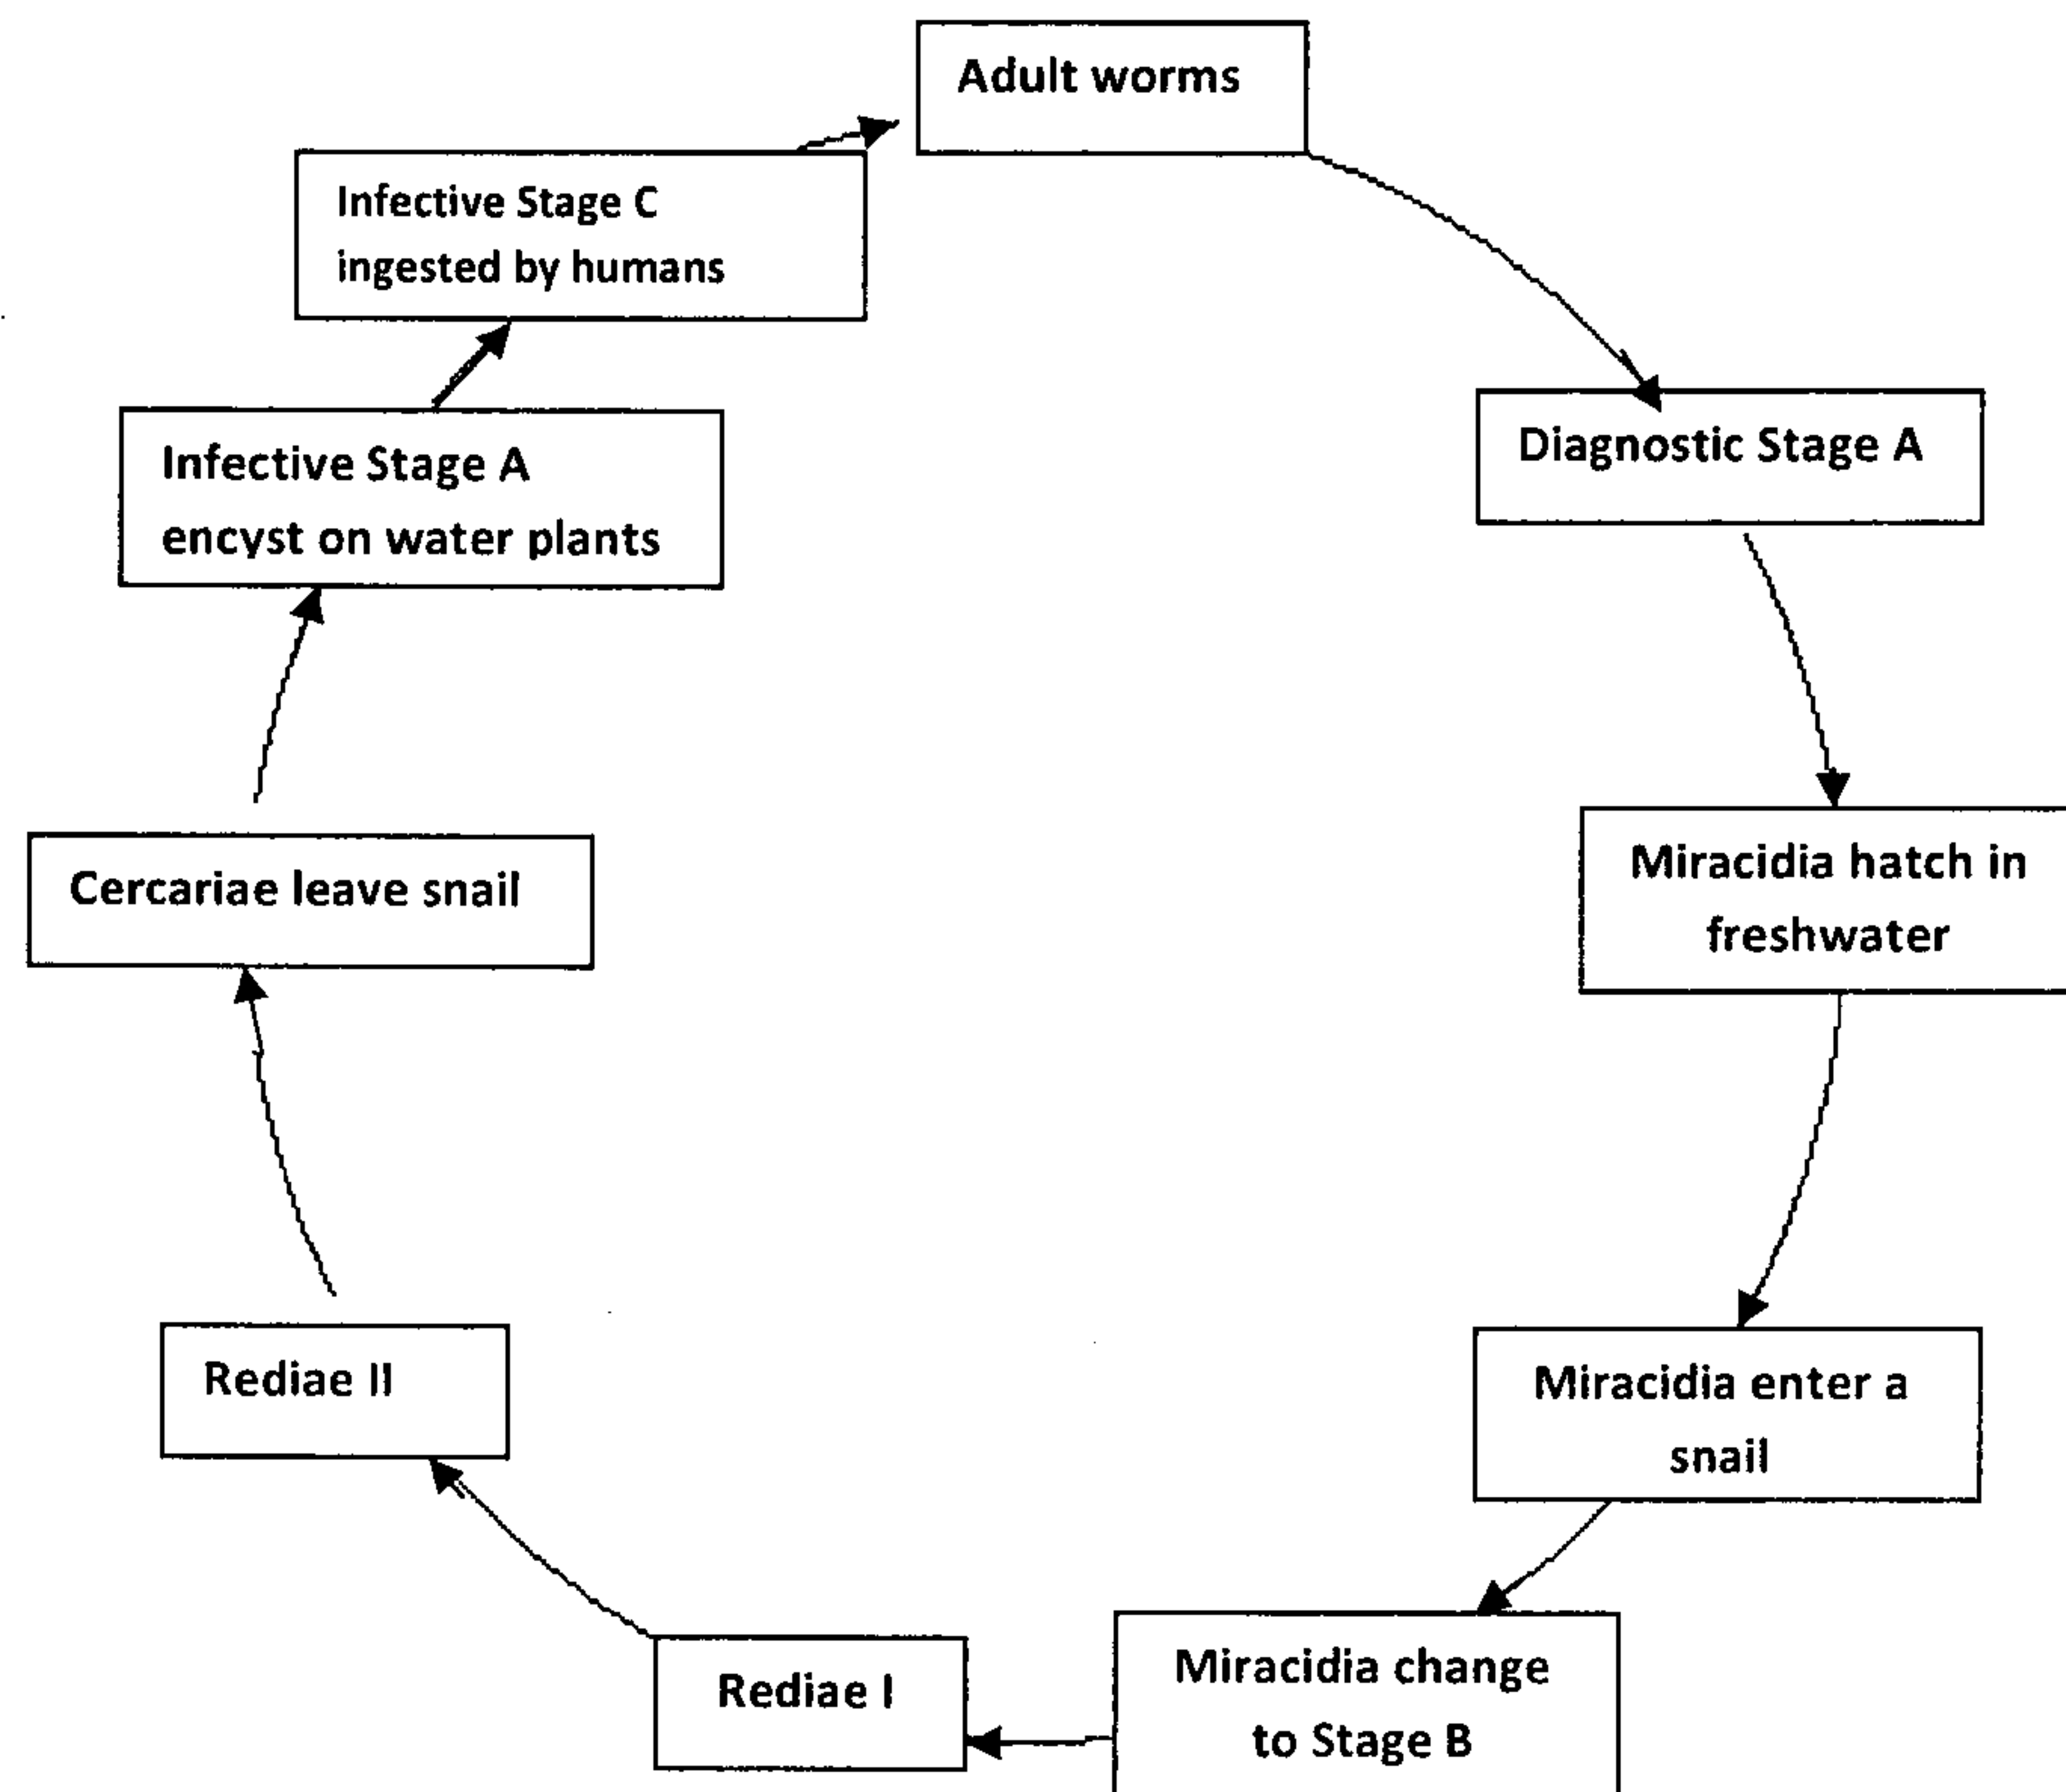 Adult worms
Infective Stage C
ingested by humans
Diagnostic Stage A
Infective Stage A
encyst on water plants
Miracidia hatch in
freshwater
Cercariae leave snail
Miracidia enter a
snail
Rediae II
Miracidia change
to Stage B
Rediae I